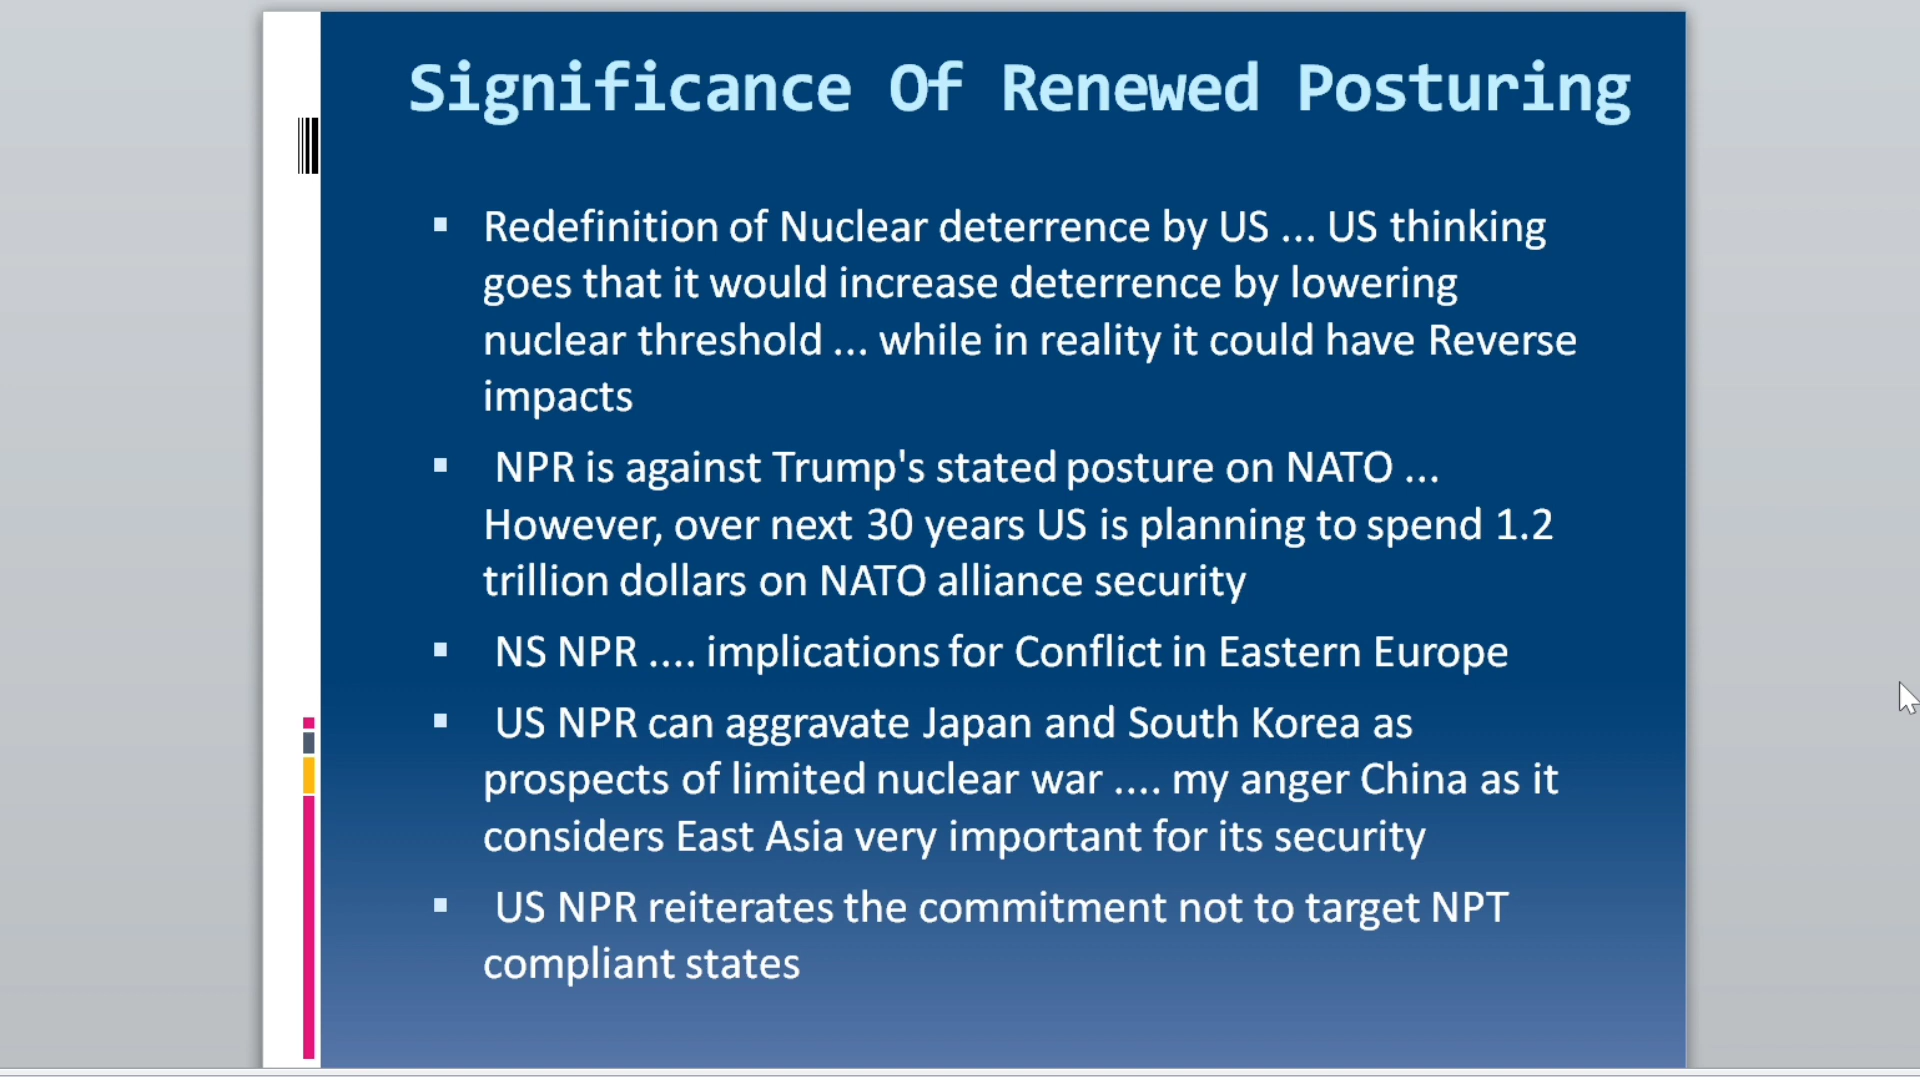 Significance Of Renewed Posturing
▪ Redefinition of Nuclear deterrence by US ... US thinking
goes that it would increase deterrence by lowering
nuclear threshold ... while in reality it could have Reverse
impacts
▪ NPR is against Trump's stated posture on NATO ...
However, over next 30 years US is planning to spend 1.2
trillion dollars on NATO alliance security
▪ NS NPR .... implications for Conflict in Eastern Europe
▪ US NPR can aggravate Japan and South Korea as
prospects of limited nuclear war .... my anger China as it
considers East Asia very important for its security
▪ US NPR reiterates the commitment not to target NPT
compliant states